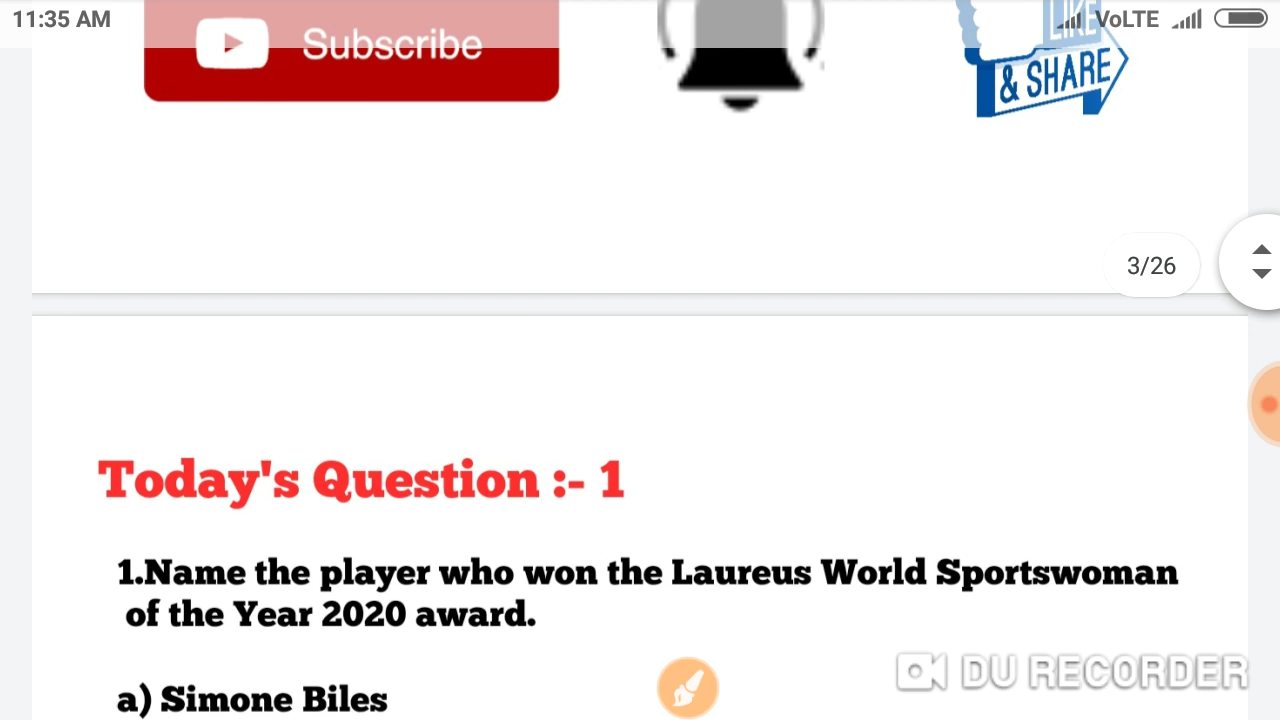 11:35 AM
VoLTE
Subscribe
LIKE
& SHARE
3/26
Today's Question :- 1
1.Name the player who won the Laureus World Sportswoman
of the Year 2020 award.
a) Simone Biles
DU RECORDER